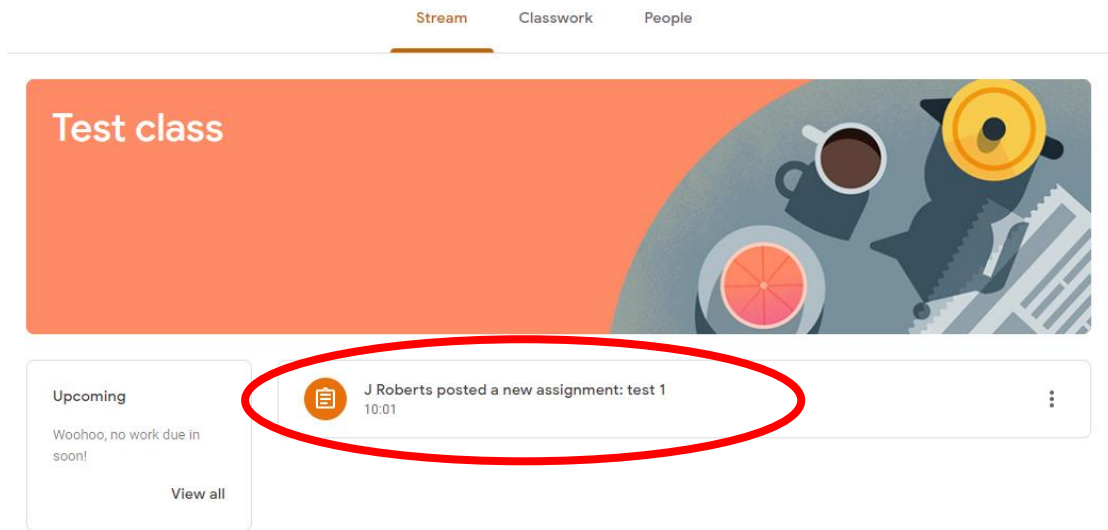 Stream Classwork People
Test class
Upcoming
Woohoo, no work due in
soon!
View all
J Roberts posted a new assignment: test 1
10:01